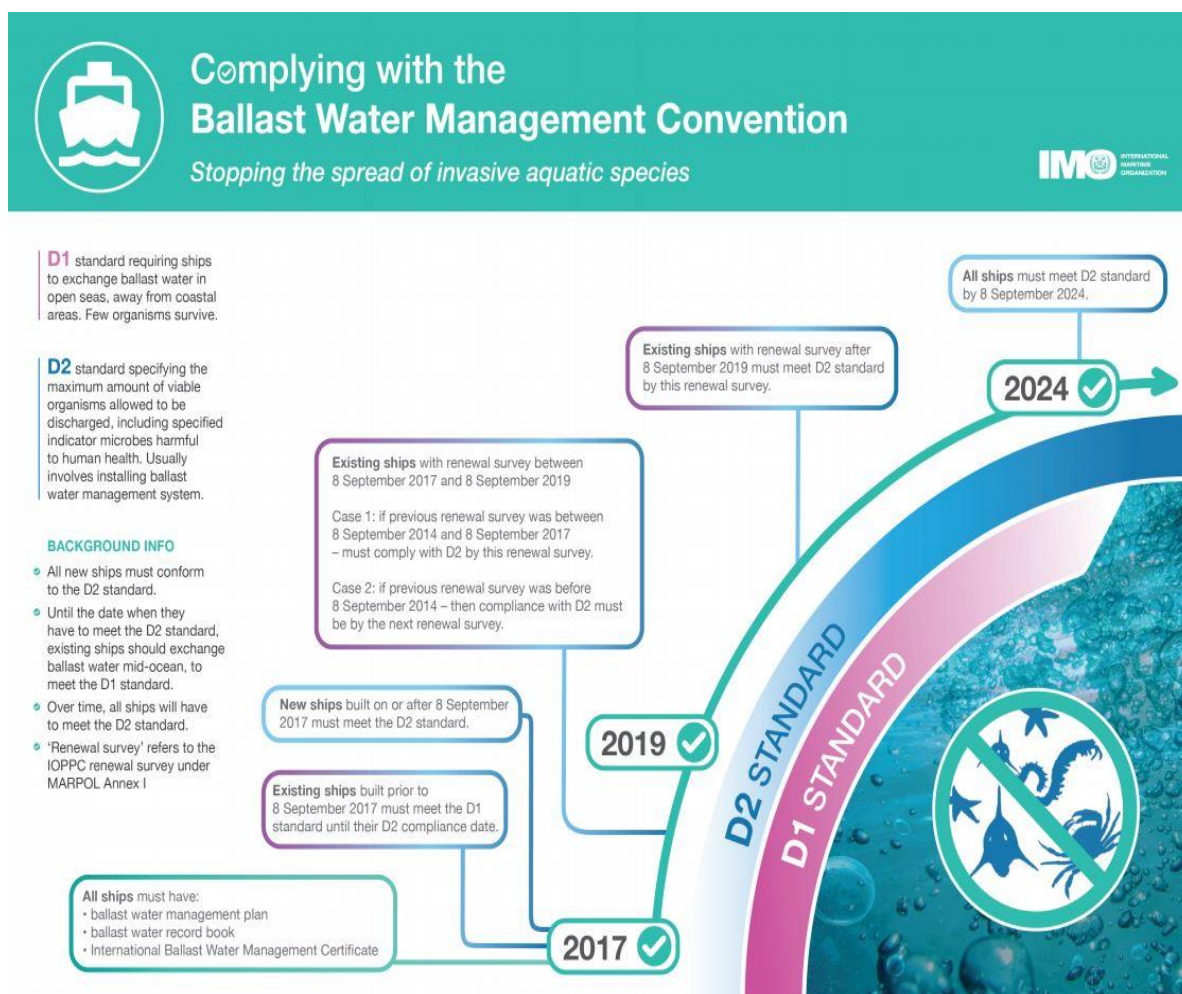 Complying with the
Ballast Water Management Convention
Stopping the spread of invasive aquatic species
IMO
INTERNATIONAL
MARITIME
ORGANIZATION
D1 standard requiring ships
to exchange ballast water in
open seas, away from coastal
areas. Few organisms survive.
D2 standard specifying the
maximum amount of viable
organisms allowed to be
discharged, including specified
indicator microbes harmful
to human health. Usually
involves installing ballast
water management system.
BACKGROUND INFO
All new ships must conform
to the D2 standard.
Until the date when they
have to meet the D2 standard,
existing ships should exchange
ballast water mid-ocean, to
meet the D1 standard.
Over time, all ships will have
to meet the D2 standard.
‘Renewal survey’ refers to the
IOPPC renewal survey under
MARPOL Annex I
All ships must meet D2 standard
by 8 September 2024.
2024
Existing ships with renewal survey after
8 September 2019 must meet D2 standard
by this renewal survey.
Existing ships with renewal survey between
8 September 2017 and 8 September 2019
Case 1: if previous renewal survey was between
8 September 2014 and 8 September 2017
– must comply with D2 by this renewal survey.
Case 2: if previous renewal survey was before
8 September 2014 – then compliance with D2 must
be by the next renewal survey.
2019
New ships built on or after 8 September
2017 must meet the D2 standard.
Existing ships built prior to
8 September 2017 must meet the D1
standard until their D2 compliance date.
All ships must have:
• ballast water management plan
• ballast water record book
• International Ballast Water Management Certificate
2017
D2 STANDARD
D1 STANDARD